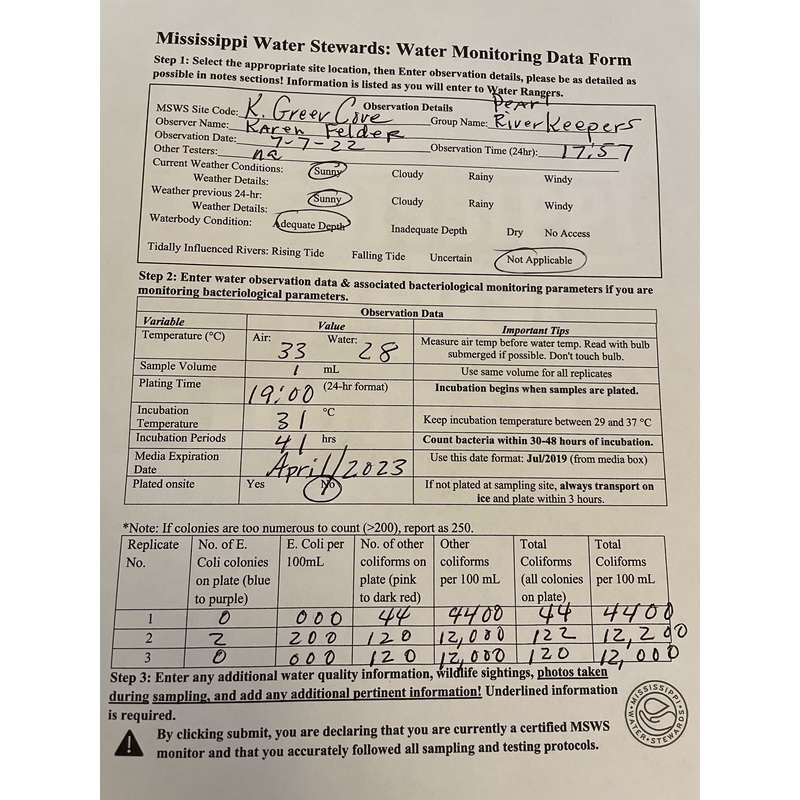 Mississippi Water Stewards: Water Monitoring Data Form
Step 1: Select the appropriate site location, then Enter observation details, please be as detailed as
possible in notes sections! Information is listed as you will enter to Water Rangers.
Observation Details
Pearl
MSWS Site Code: K. Greer Cove Group Name: RiverKeepers
Observer Name: Karen Felder
Observation Date: 7-7-22 Observation Time (24hr): 17:57
Other Testers: na
Current Weather Conditions: Sunny Cloudy Rainy Windy
Weather Details:
Weather previous 24-hr: Sunny Cloudy Rainy Windy
Weather Details:
Waterbody Condition: Adequate Depth Inadequate Depth Dry No Access
Tidally Influenced Rivers: Rising Tide Falling Tide Uncertain Not Applicable
Step 2: Enter water observation data & associated bacteriological monitoring parameters if you are
monitoring bacteriological parameters.
Observation Data
Variable Value Important Tips
Temperature (°C) Air: 33 Water: 28 Measure air temp before water temp. Read with bulb
submerged if possible. Don't touch bulb.
Sample Volume 1 mL Use same volume for all replicates
Plating Time 19:00 (24-hr format) Incubation begins when samples are plated.
Incubation
Temperature 31 °C Keep incubation temperature between 29 and 37 °C
Incubation Periods 41 hrs Count bacteria within 30-48 hours of incubation.
Media Expiration
Date April/2023 Use this date format: Jul/2019 (from media box)
Plated onsite Yes No If not plated at sampling site, always transport on
ice and plate within 3 hours.
*Note: If colonies are too numerous to count (>200), report as 250.
Replicate No. of E. E. Coli per No. of other Other Total Total
No. Coli colonies 100mL coliforms on coliforms Coliforms Coliforms
on plate (blue plate (pink per 100 mL (all colonies per 100 mL
to purple) to dark red) on plate)
1 0 000 44 4400 44 4400
2 2 200 120 12,000 122 12,200
3 0 000 120 12,000 120 12,000
Step 3: Enter any additional water quality information, wildlife sightings, photos taken
during sampling, and add any additional pertinent information! Underlined information
is required.
By clicking submit, you are declaring that you are currently a certified MSWS
monitor and that you accurately followed all sampling and testing protocols.
MISSISSIPPI
WATER STEWARDS